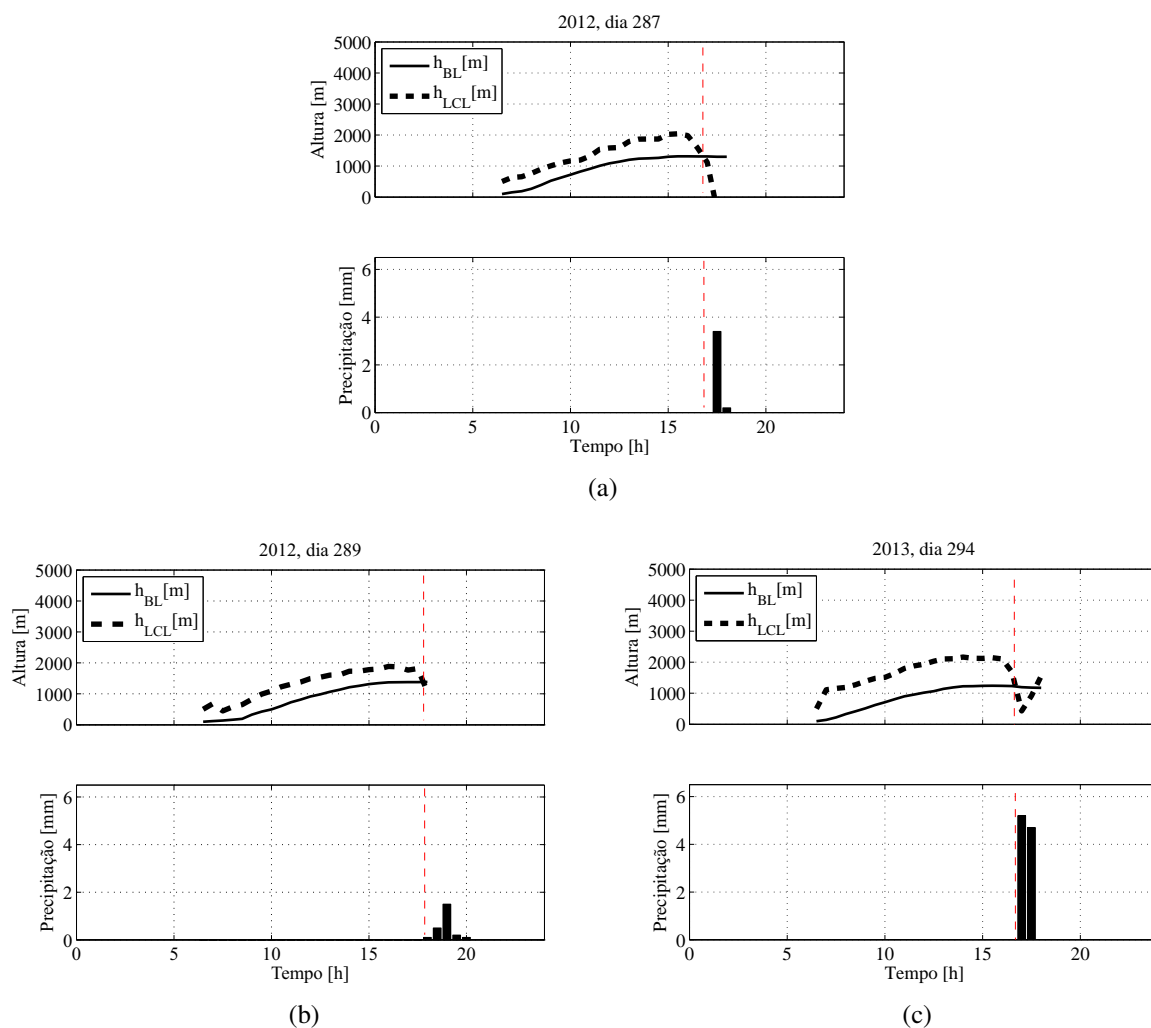 2012, dia 287
5000
4000
3000
2000
1000
0
Altura [m]
h_BL[m]
h_LCL[m]
6
4
2
0
Precipitação [mm]
0 5 10 15 20
Tempo [h]
(a)
2012, dia 289
5000
4000
3000
2000
1000
0
Altura [m]
h_BL[m]
h_LCL[m]
6
4
2
0
Precipitação [mm]
0 5 10 15 20
Tempo [h]
(b)
2013, dia 294
5000
4000
3000
2000
1000
0
Altura [m]
h_BL[m]
h_LCL[m]
6
4
2
0
Precipitação [mm]
0 5 10 15 20
Tempo [h]
(c)